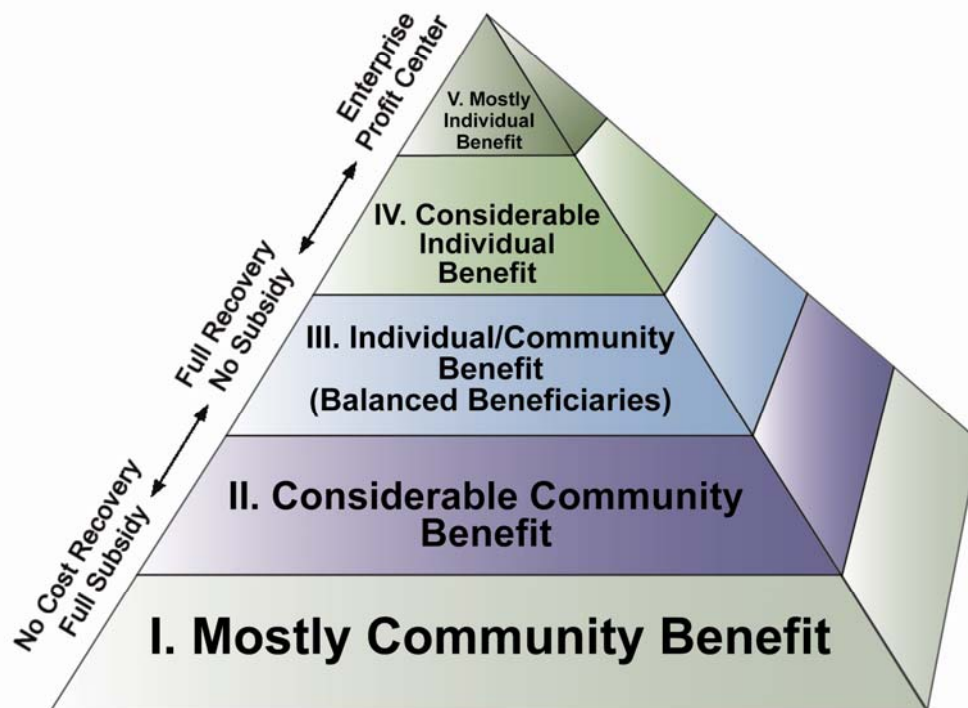 Enterprise
Profit Center
V. Mostly
Individual
Benefit
IV. Considerable
Individual
Benefit
Full Recovery
No Subsidy
III. Individual/Community
Benefit
(Balanced Beneficiaries)
II. Considerable Community
Benefit
No Cost Recovery
Full Subsidy
I. Mostly Community Benefit